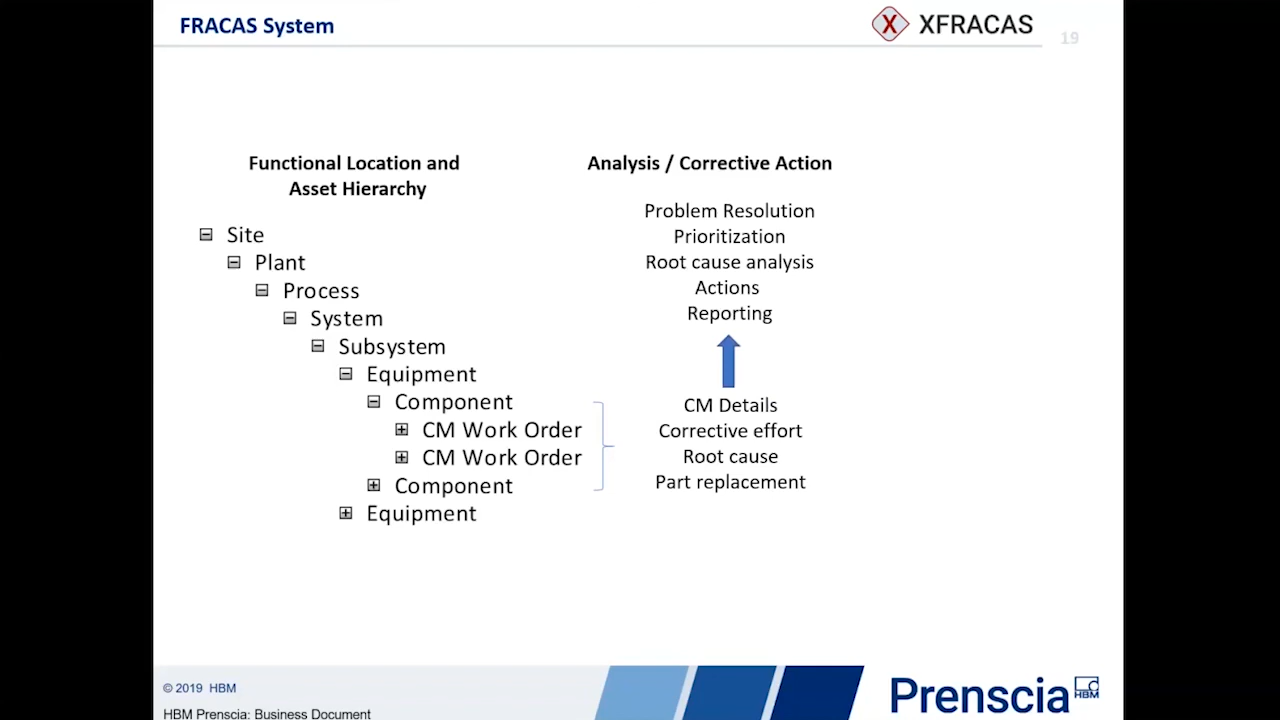 FRACAS System
XFRACAS
19
Functional Location and
Asset Hierarchy
Site
Plant
Process
System
Subsystem
Equipment
Component
CM Work Order
CM Work Order
Component
Equipment
Analysis / Corrective Action
Problem Resolution
Prioritization
Root cause analysis
Actions
Reporting
CM Details
Corrective effort
Root cause
Part replacement
© 2019 HBM
HBM Prenscia: Business Document
Prenscia
HBM